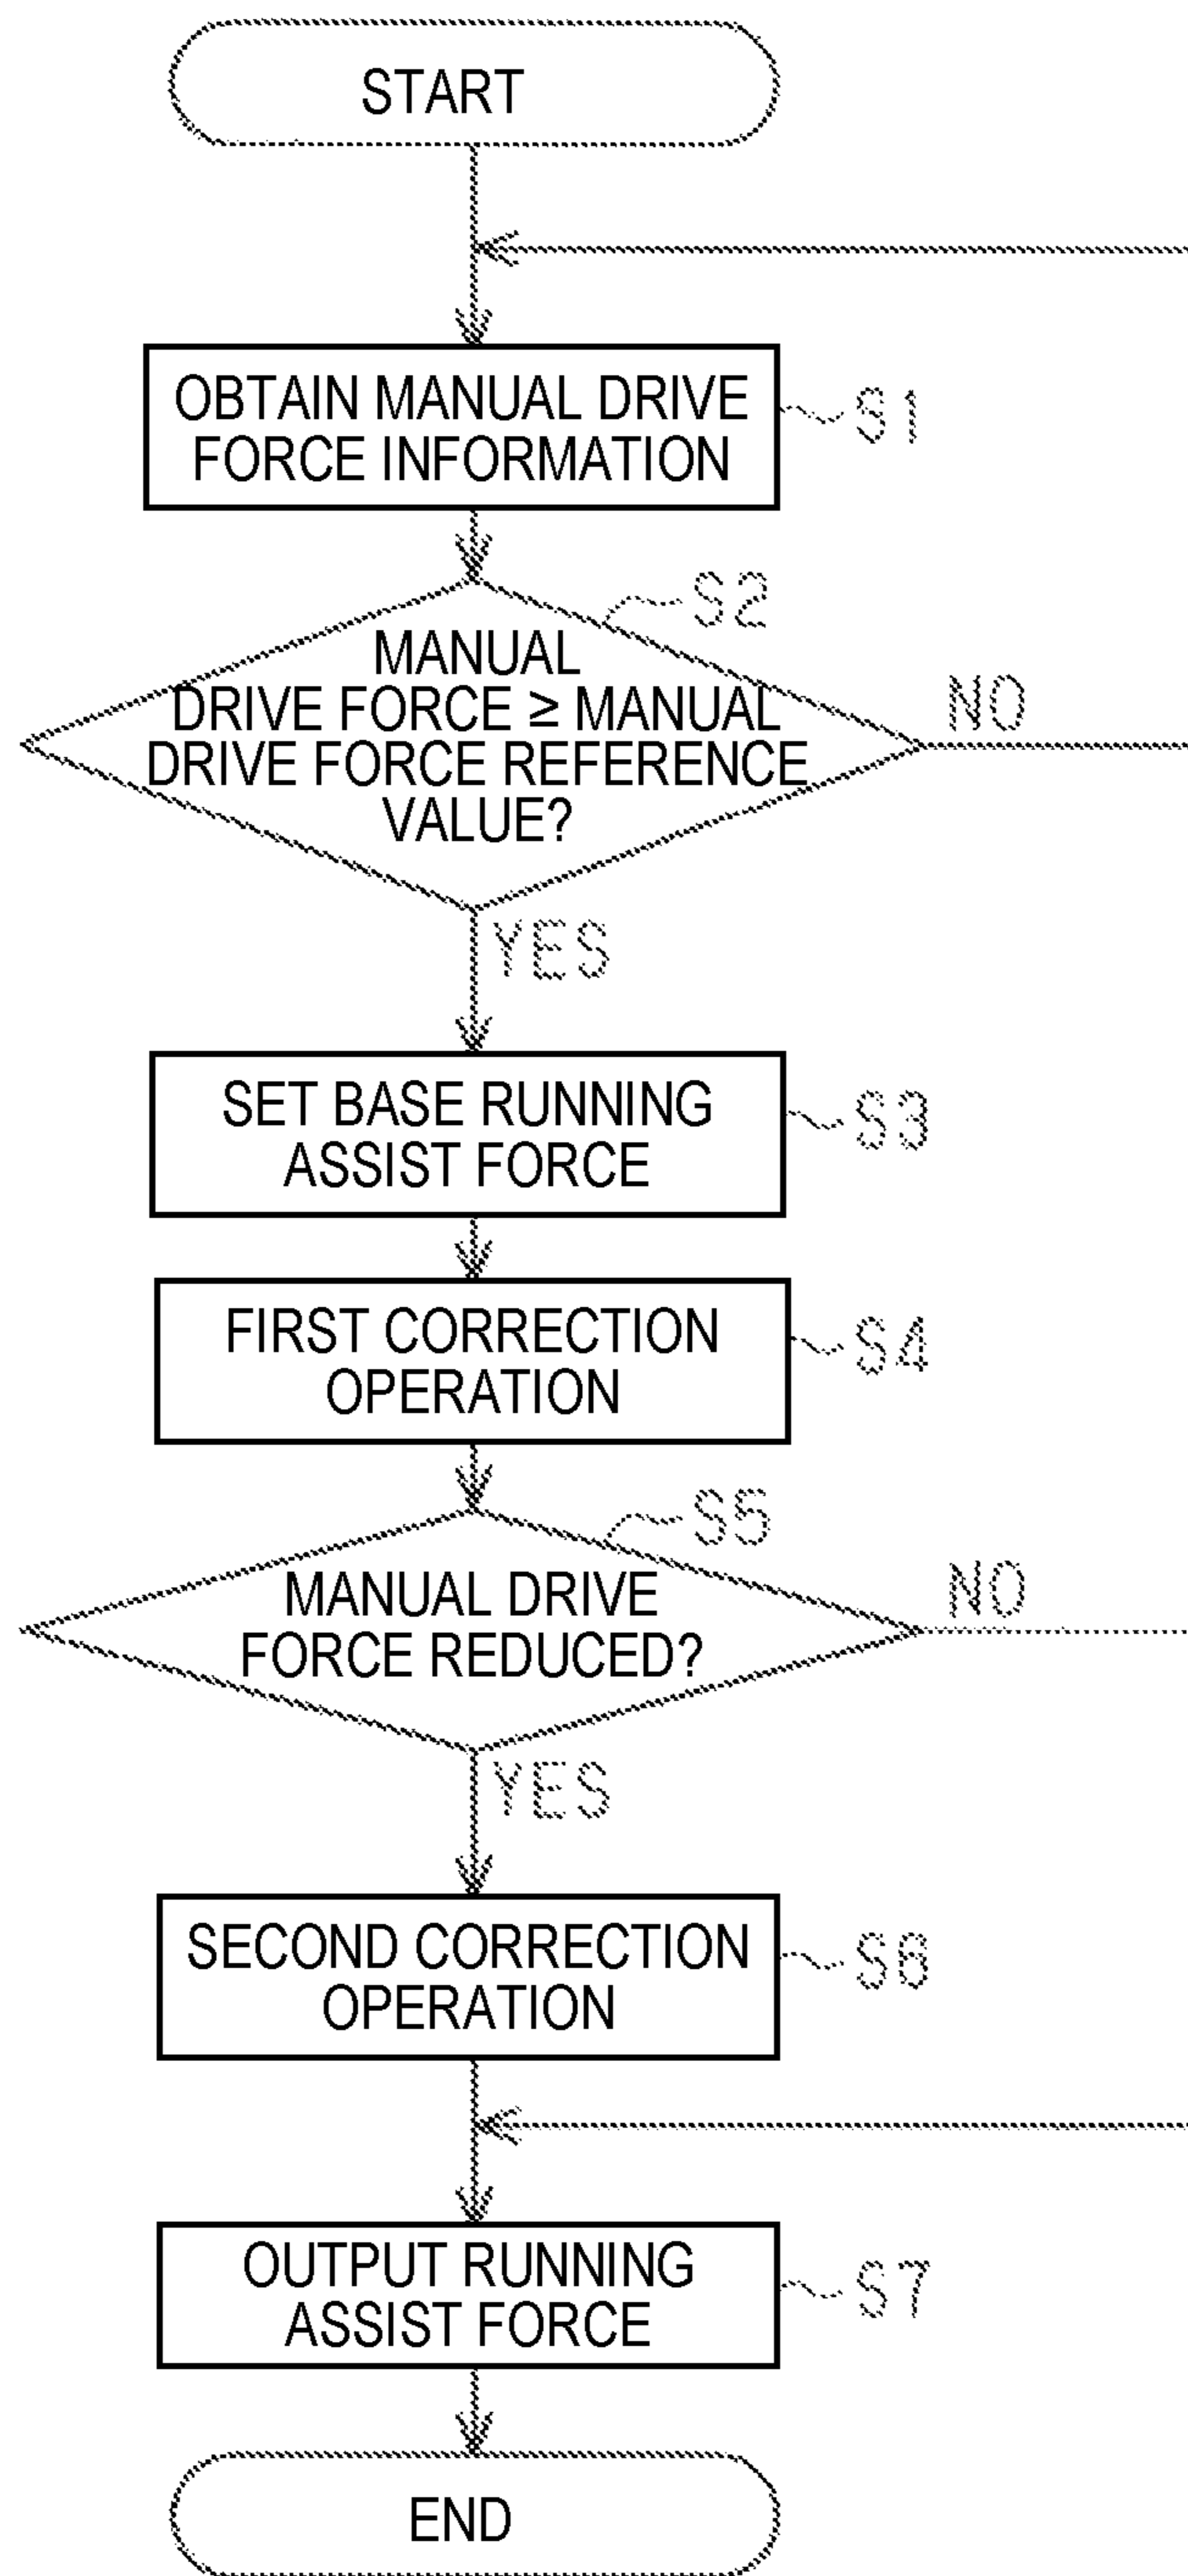 START
OBTAIN MANUAL DRIVE
FORCE INFORMATION
S1
S2
MANUAL
DRIVE FORCE ≥ MANUAL
DRIVE FORCE REFERENCE
VALUE?
NO
YES
SET BASE RUNNING
ASSIST FORCE
S3
FIRST CORRECTION
OPERATION
S4
S5
MANUAL DRIVE
FORCE REDUCED?
NO
YES
SECOND CORRECTION
OPERATION
S6
OUTPUT RUNNING
ASSIST FORCE
S7
END